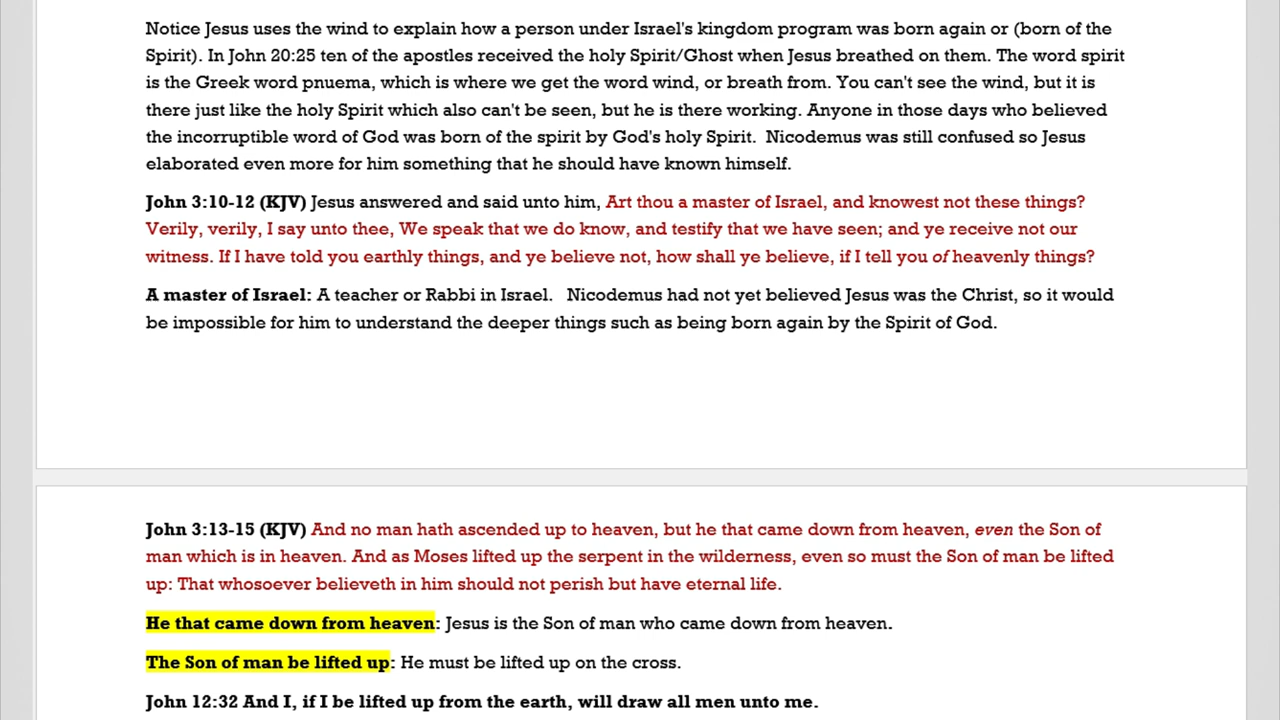 Notice Jesus uses the wind to explain how a person under Israel's kingdom program was born again or (born of the
Spirit). In John 20:25 ten of the apostles received the holy Spirit/Ghost when Jesus breathed on them. The word spirit
is the Greek word pnuema, which is where we get the word wind, or breath from. You can't see the wind, but it is
there just like the holy Spirit which also can't be seen, but he is there working. Anyone in those days who believed
the incorruptible word of God was born of the spirit by God's holy Spirit.  Nicodemus was still confused so Jesus
elaborated even more for him something that he should have known himself.
John 3:10-12 (KJV) Jesus answered and said unto him, Art thou a master of Israel, and knowest not these things?
Verily, verily, I say unto thee, We speak that we do know, and testify that we have seen; and ye receive not our
witness. If I have told you earthly things, and ye believe not, how shall ye believe, if I tell you of heavenly things?
A master of Israel: A teacher or Rabbi in Israel.   Nicodemus had not yet believed Jesus was the Christ, so it would
be impossible for him to understand the deeper things such as being born again by the Spirit of God.
John 3:13-15 (KJV) And no man hath ascended up to heaven, but he that came down from heaven, even the Son of
man which is in heaven. And as Moses lifted up the serpent in the wilderness, even so must the Son of man be lifted
up: That whosoever believeth in him should not perish but have eternal life.
He that came down from heaven: Jesus is the Son of man who came down from heaven.
The Son of man be lifted up: He must be lifted up on the cross.
John 12:32 And I, if I be lifted up from the earth, will draw all men unto me.